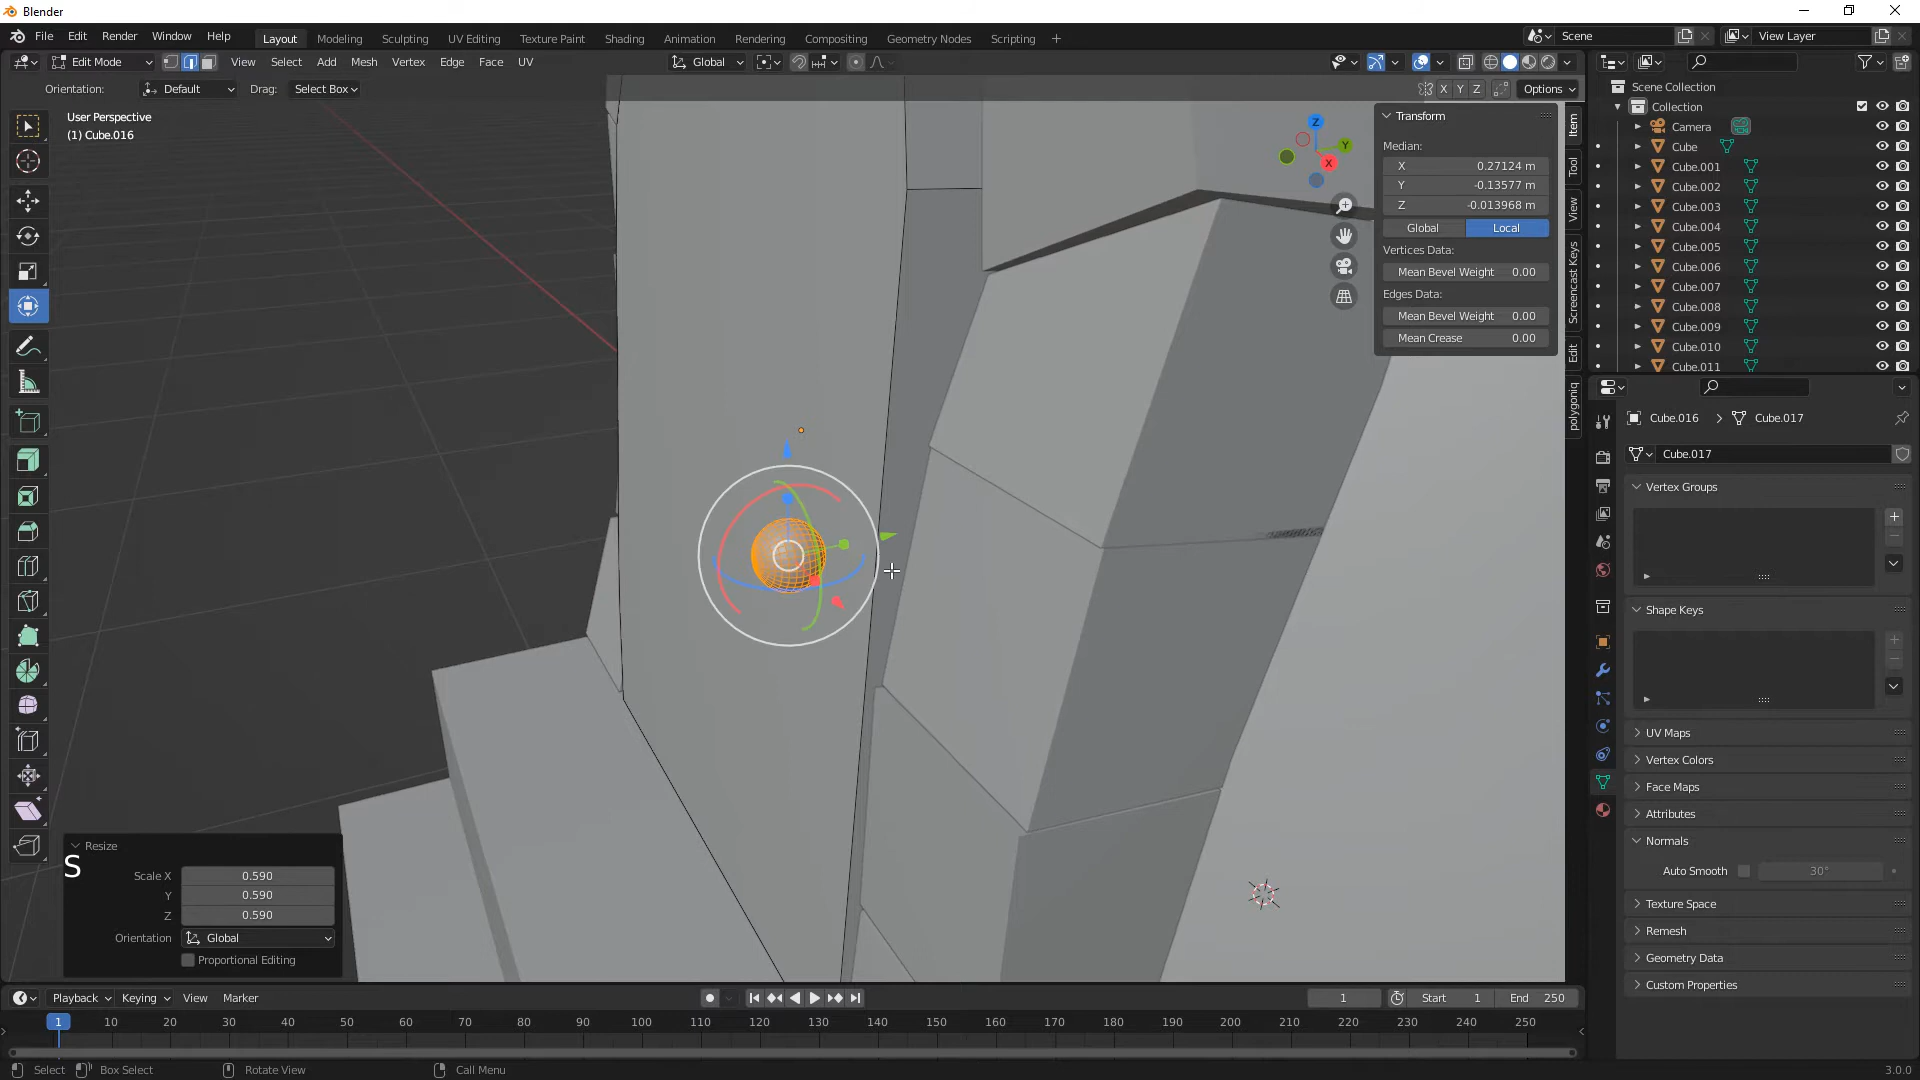 Blender
File Edit Render Window Help
Layout Modeling Sculpting UV Editing Texture Paint Shading Animation Rendering Compositing Geometry Nodes Scripting +
Scene
View Layer
Edit Mode View Select Add Mesh Vertex Edge Face UV
Global
Orientation: Default Drag: Select Box
X Y Z Options
User Perspective
(1) Cube.016
Z
Y
X
Transform
Median:
X 0.27124 m
Y -0.13577 m
Z -0.013968 m
Global Local
Vertices Data:
Mean Bevel Weight 0.00
Edges Data:
Mean Bevel Weight 0.00
Mean Crease 0.00
Item
Tool
View
Screencast Keys
Edit
polygoniq
Scene Collection
Collection
Camera
Cube
Cube.001
Cube.002
Cube.003
Cube.004
Cube.005
Cube.006
Cube.007
Cube.008
Cube.009
Cube.010
Cube.011
Cube.016 > Cube.017
Cube.017
Vertex Groups
Shape Keys
UV Maps
Vertex Colors
Face Maps
Attributes
Normals
Auto Smooth 30°
Texture Space
Remesh
Geometry Data
Custom Properties
Resize
S
Scale X 0.590
Y 0.590
Z 0.590
Orientation Global
Proportional Editing
Playback Keying View Marker
1 Start 1 End 250
1 10 20 30 40 50 60 70 80 90 100 110 120 130 140 150 160 170 180 190 200 210 220 230 240 250
Select Box Select Rotate View Call Menu
3.0.0